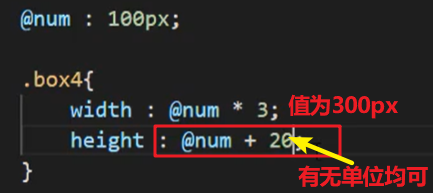 @num : 100px;
.box4{
width : @num * 3; 值为300px
height : @num + 20;
有无单位均可
}